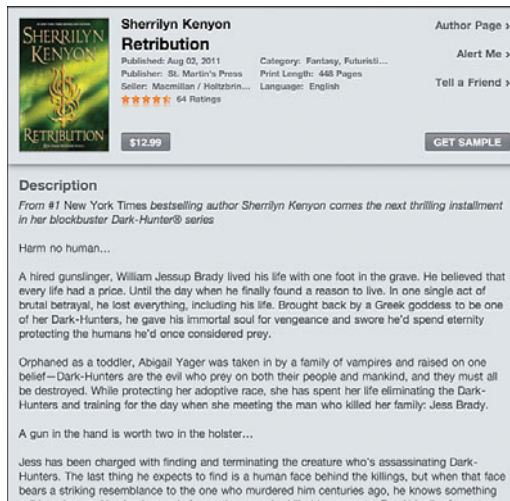 SHERRILYN
KENYON
RETRIBUTION
Sherrilyn Kenyon
Retribution
Published: Aug 02, 2011
Publisher: St. Martin's Press
Seller: Macmillan / Holtzbrin...
64 Ratings
Category: Fantasy, Futuristi...
Print Length: 448 Pages
Language: English
Author Page ›
Alert Me ›
Tell a Friend ›
$12.99
GET SAMPLE
Description
From #1 New York Times bestselling author Sherrilyn Kenyon comes the next thrilling installment
in her blockbuster Dark-Hunter® series
Harm no human...
A hired gunslinger, William Jessup Brady lived his life with one foot in the grave. He believed that
every life had a price. Until the day when he finally found a reason to live. In one single act of
brutal betrayal, he lost everything, including his life. Brought back by a Greek goddess to be one
of her Dark-Hunters, he gave his immortal soul for vengeance and swore he'd spend eternity
protecting the humans he'd once considered prey.
Orphaned as a toddler, Abigail Yager was taken in by a family of vampires and raised on one
belief—Dark-Hunters are the evil who prey on both their people and mankind, and they must all
be destroyed. While protecting her adoptive race, she has spent her life eliminating the Dark-
Hunters and training for the day when she meeting the man who killed her family: Jess Brady.
A gun in the hand is worth two in the holster...
Jess has been charged with finding and terminating the creature who's assassinating Dark-
Hunters. The last thing he expects to find is a human face behind the killings, but when that face
bears a striking resemblance to the one who murdered him centuries ago, he knows something